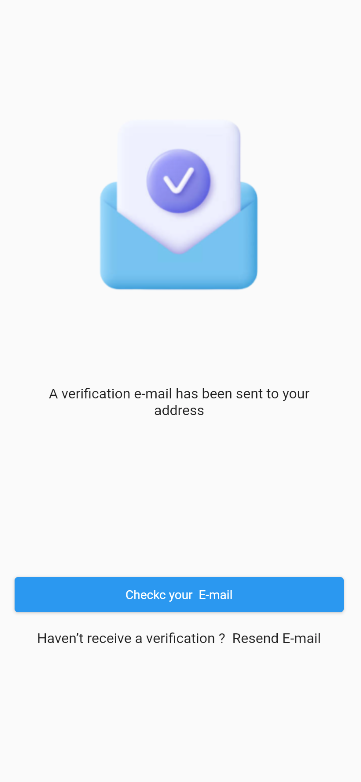 A verification e-mail has been sent to your
address
Checkc your  E-mail
Haven't receive a verification ?  Resend E-mail